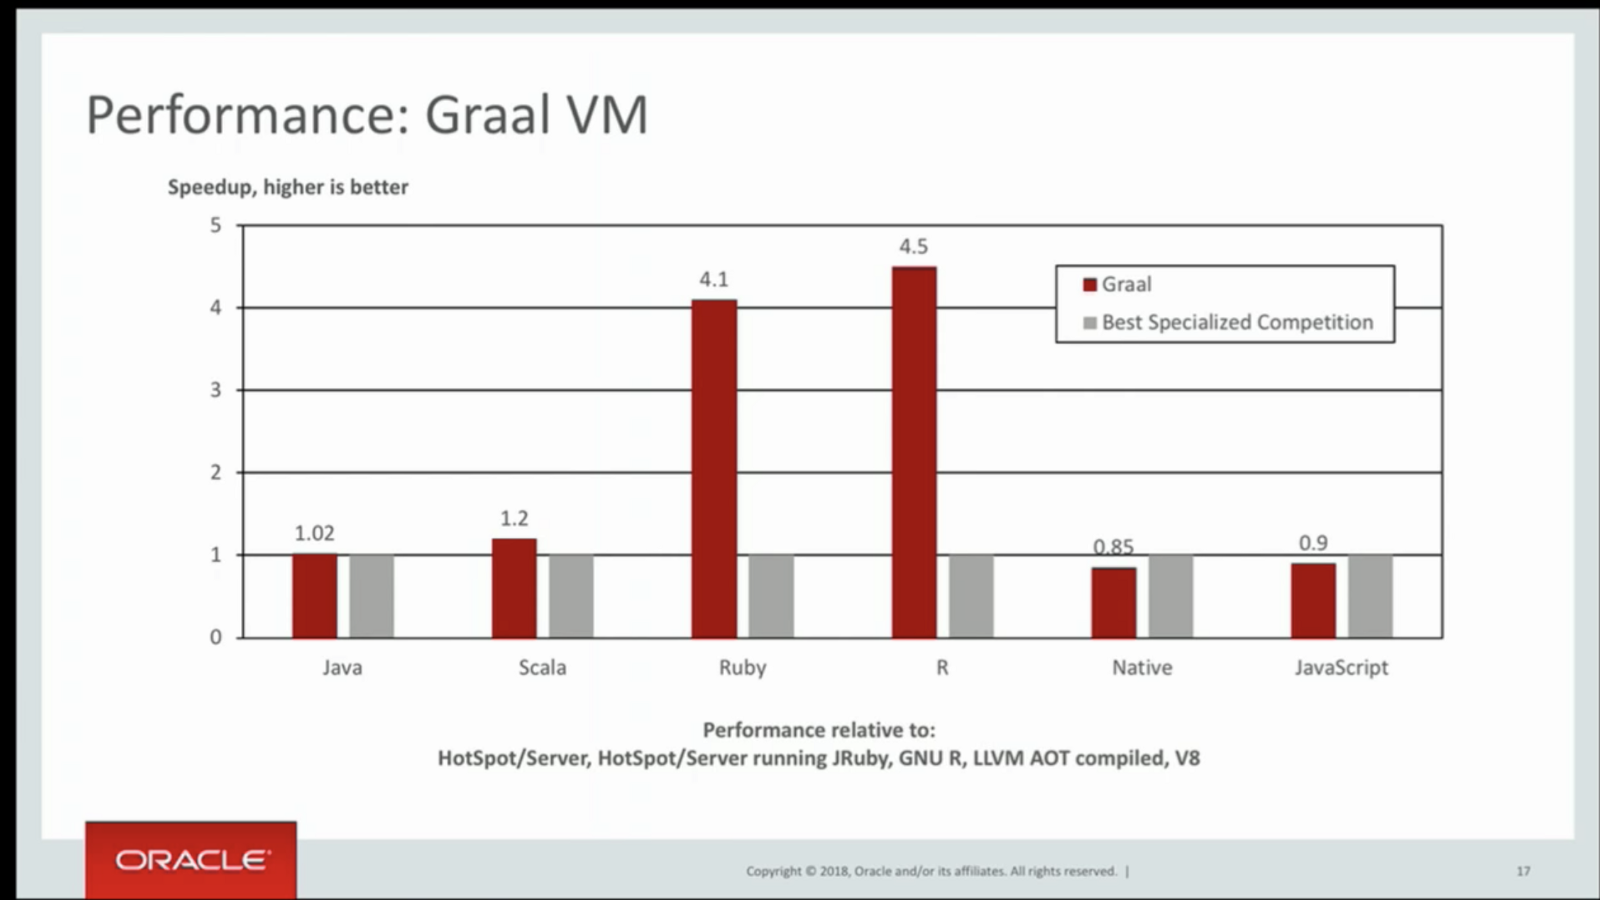 Performance: Graal VM
Speedup, higher is better
5
4.5
4.1
Graal
4
Best Specialized Competition
3
2
1.02
1.2
0.85
0.9
1
0
Java
Scala
Ruby
R
Native
JavaScript
Performance relative to:
HotSpot/Server, HotSpot/Server running JRuby, GNU R, LLVM AOT compiled, V8
ORACLE
Copyright © 2018, Oracle and/or its affiliates. All rights reserved. |
17